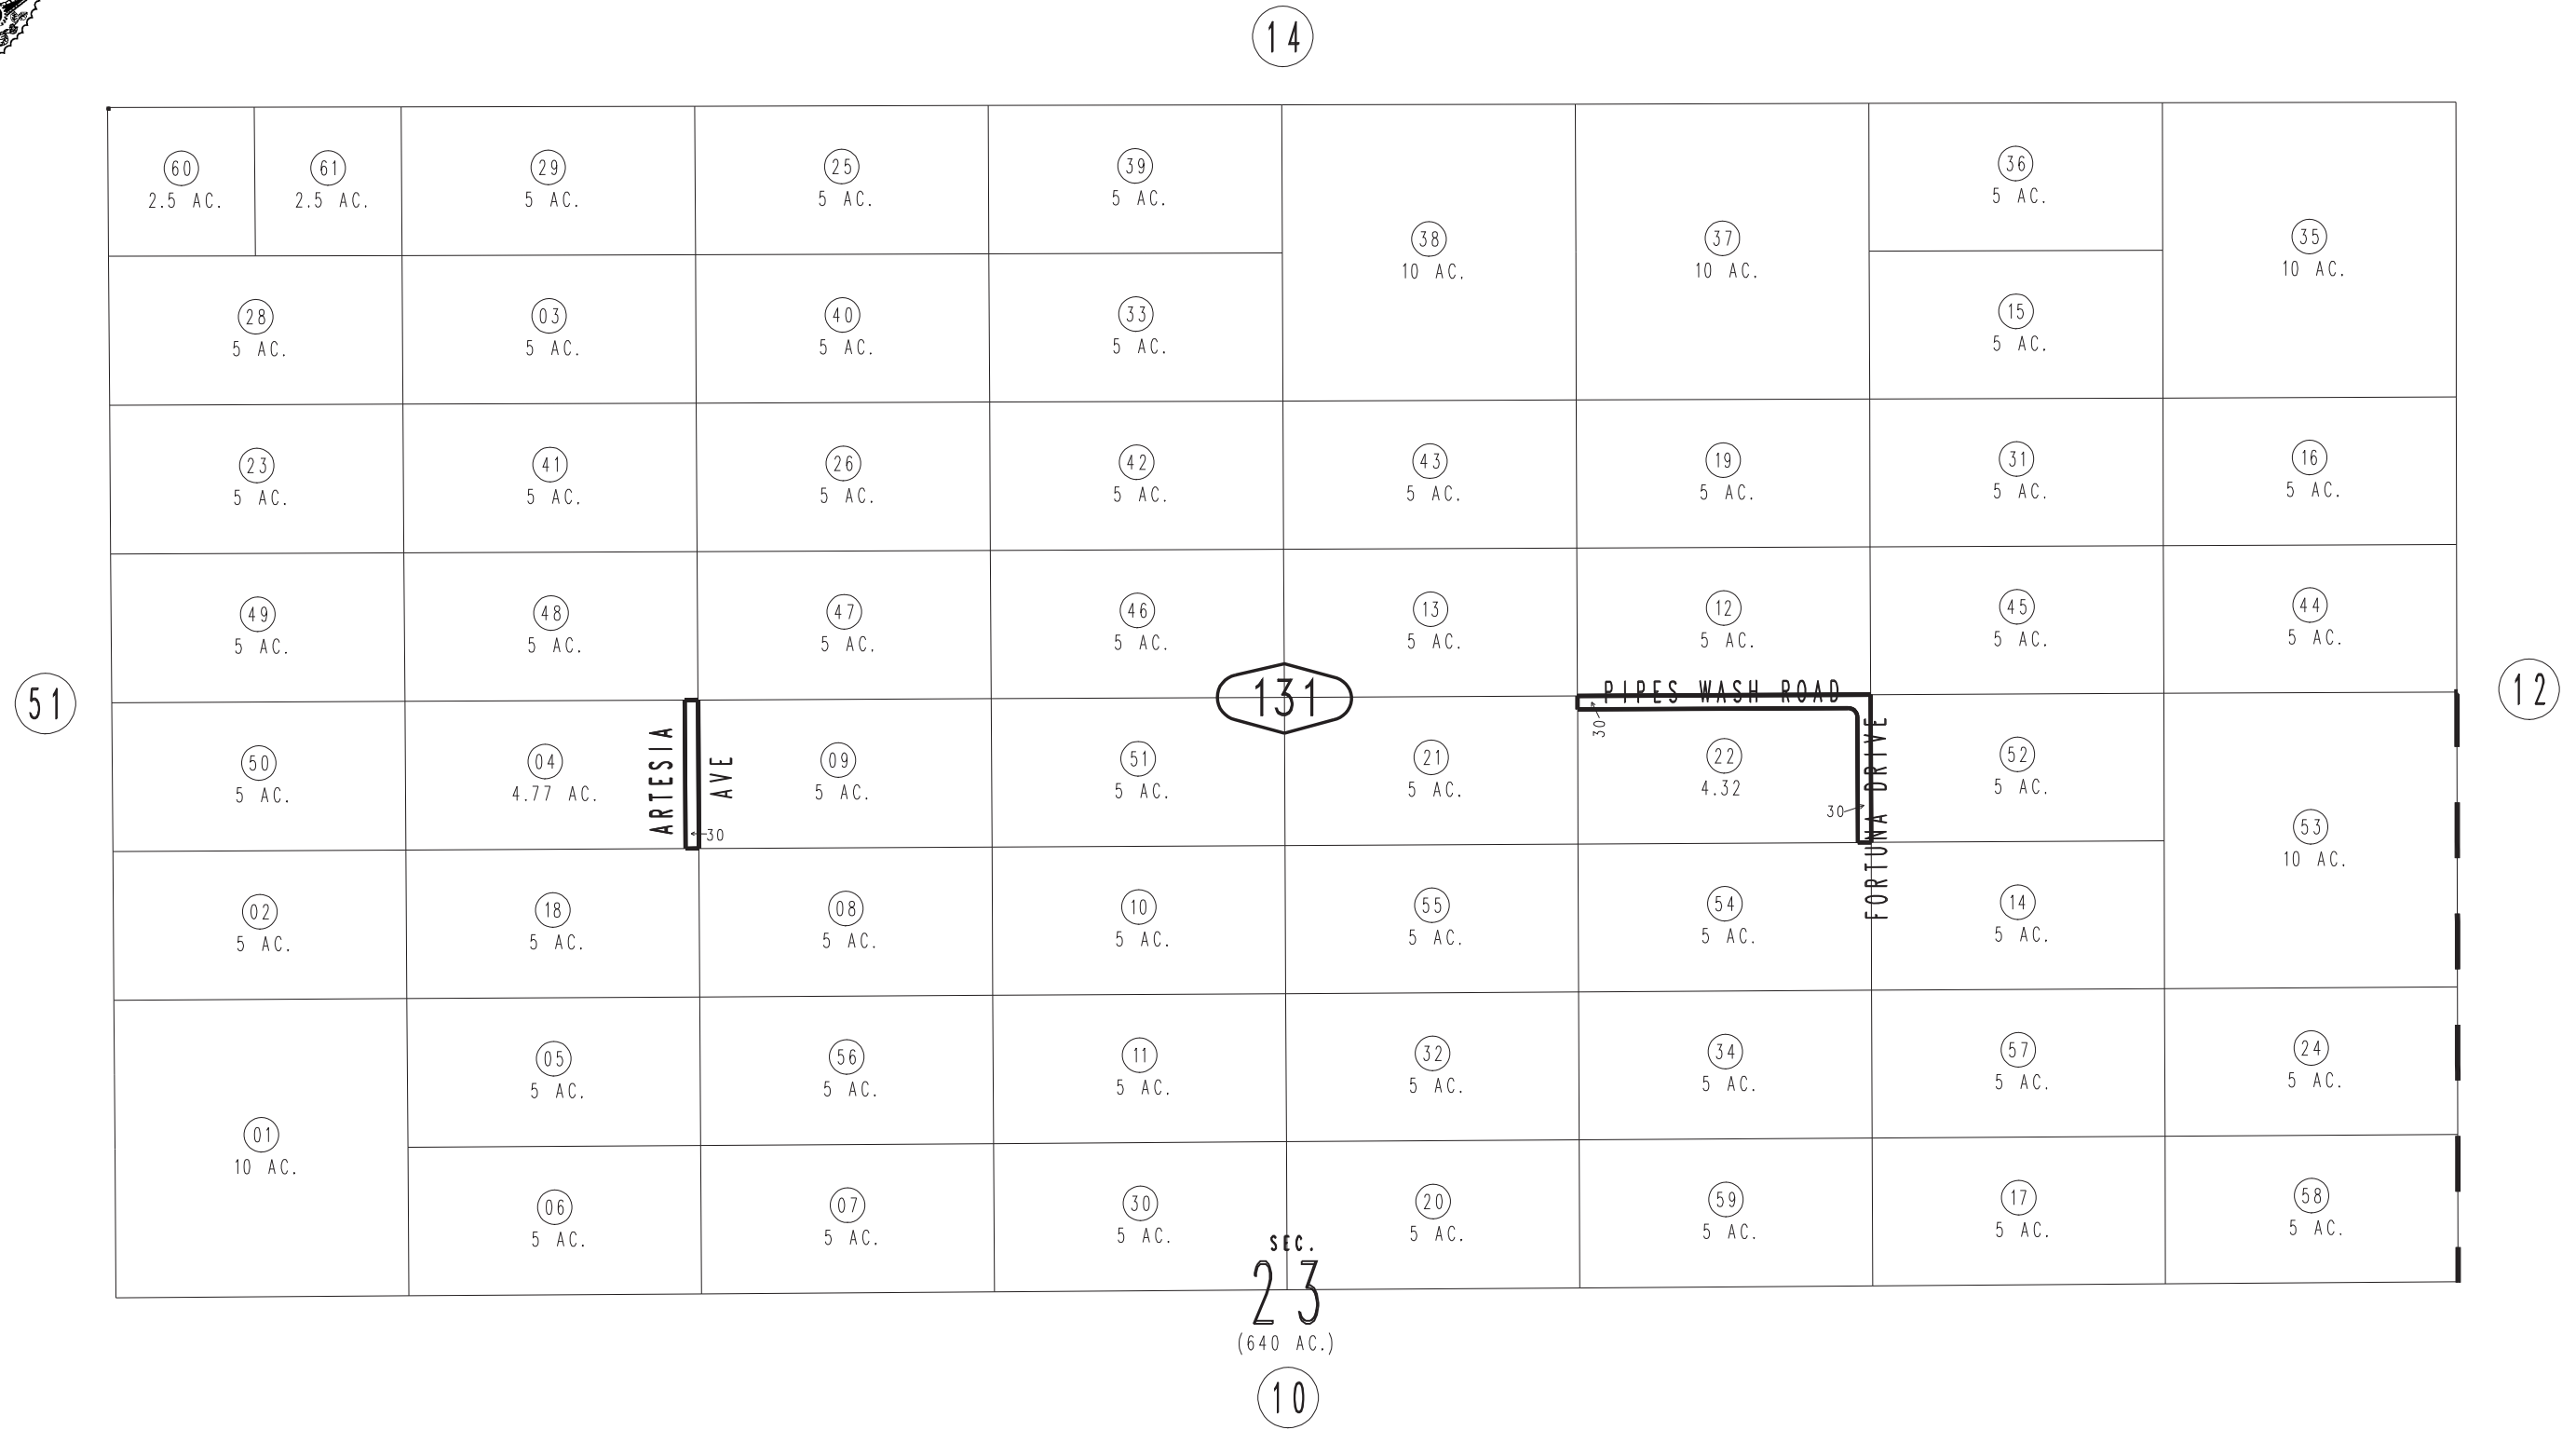 14
60
2.5 AC.
61
2.5 AC.
29
5 AC.
25
5 AC.
39
5 AC.
38
10 AC.
37
10 AC.
36
5 AC.
35
10 AC.
28
5 AC.
03
5 AC.
40
5 AC.
33
5 AC.
15
5 AC.
23
5 AC.
41
5 AC.
26
5 AC.
42
5 AC.
43
5 AC.
19
5 AC.
31
5 AC.
16
5 AC.
49
5 AC.
48
5 AC.
47
5 AC.
46
5 AC.
13
5 AC.
12
5 AC.
45
5 AC.
44
5 AC.
51
131
PIPES WASH ROAD
30
12
50
5 AC.
04
4.77 AC.
ARTESIA
AVE
30
09
5 AC.
51
5 AC.
21
5 AC.
22
4.32
30
FORTUNA DRIVE
52
5 AC.
53
10 AC.
02
5 AC.
18
5 AC.
08
5 AC.
10
5 AC.
55
5 AC.
54
5 AC.
14
5 AC.
01
10 AC.
05
5 AC.
56
5 AC.
11
5 AC.
32
5 AC.
34
5 AC.
57
5 AC.
24
5 AC.
06
5 AC.
07
5 AC.
30
5 AC.
20
5 AC.
59
5 AC.
17
5 AC.
58
5 AC.
SEC.
23
(640 AC.)
10